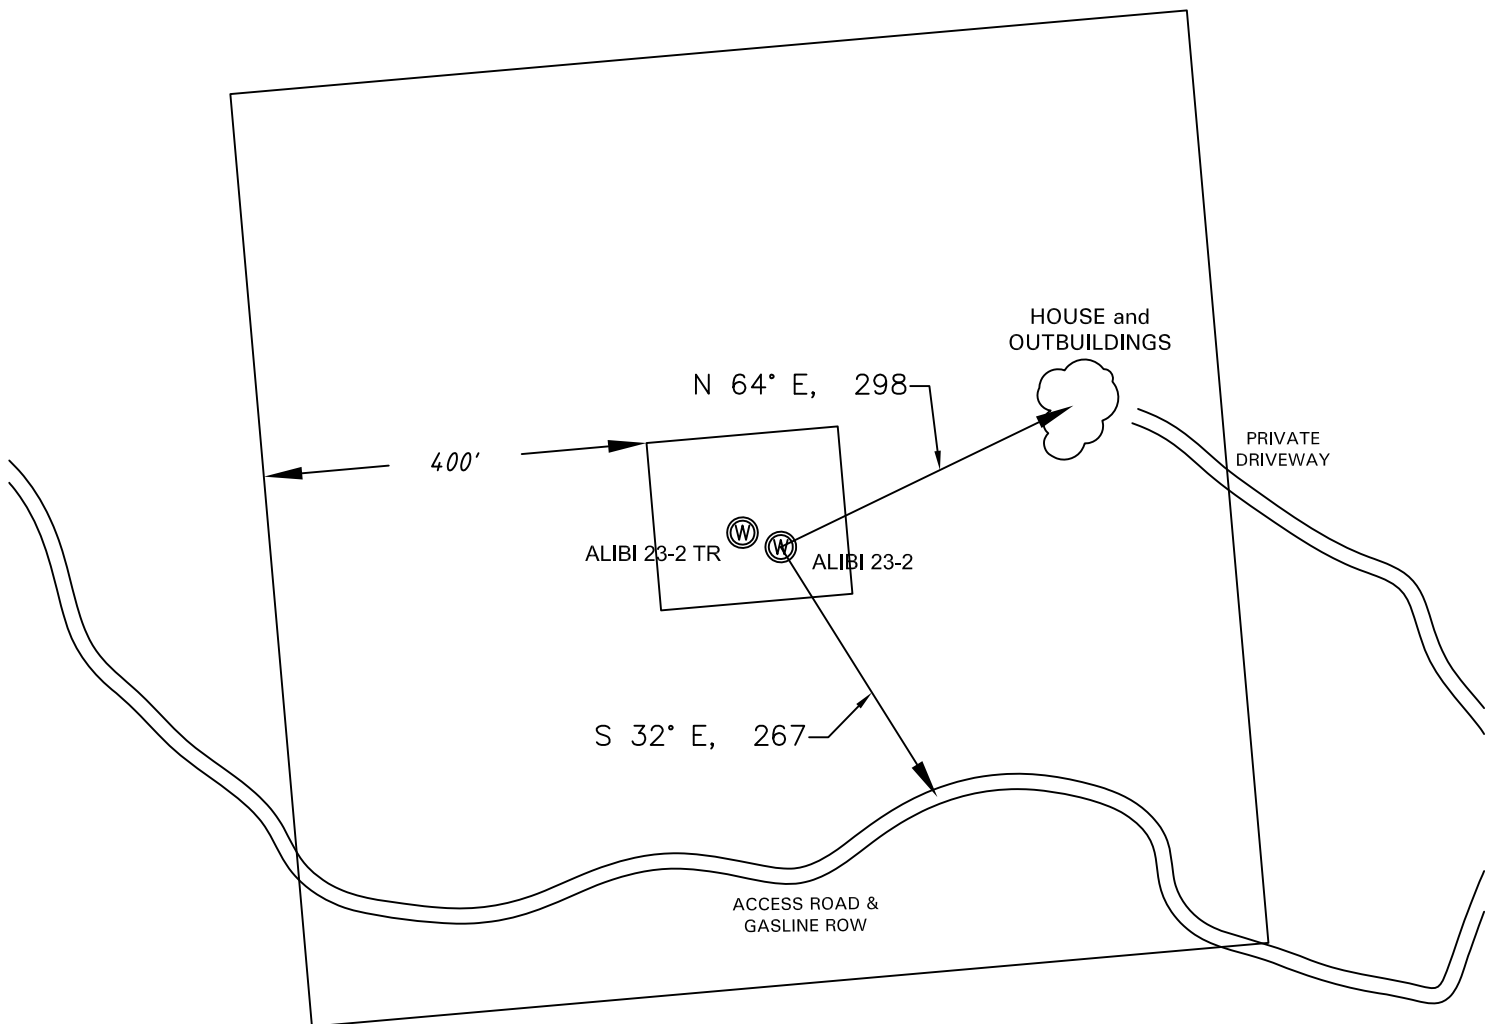 HOUSE and
OUTBUILDINGS
N 64° E, 298
PRIVATE
DRIVEWAY
400'
W
W
ALIBI 23-2 TR
ALIBI 23-2
S 32° E, 267
ACCESS ROAD &
GASLINE ROW